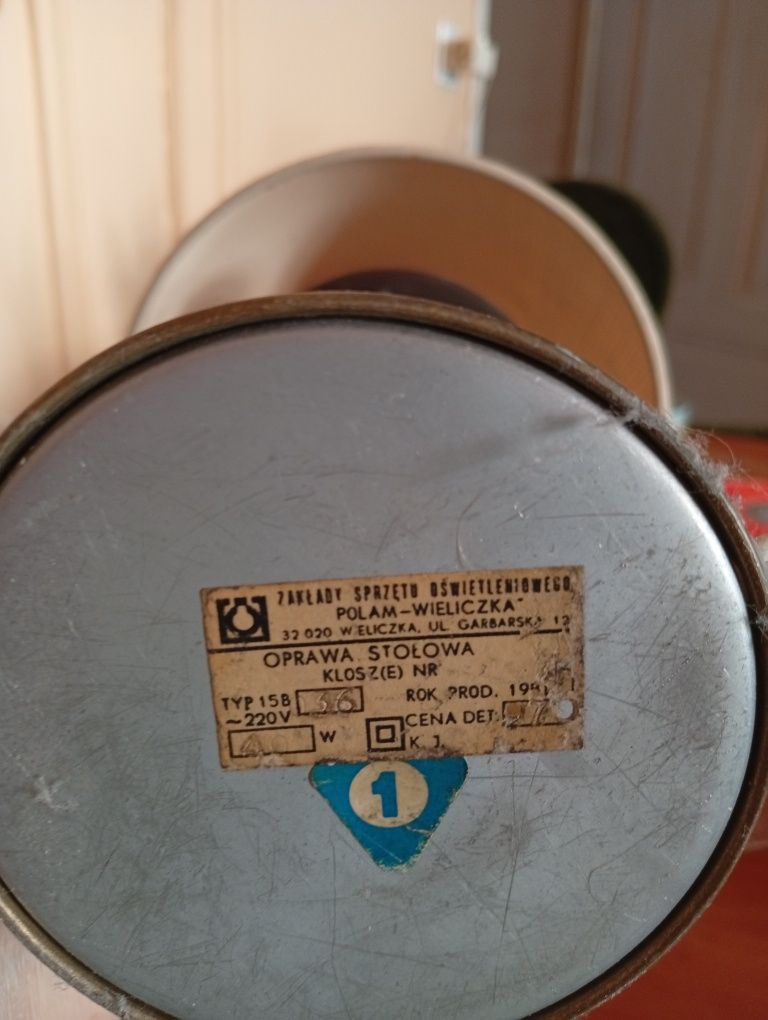 ZAKŁADY SPRZĘTU OŚWIETLENIOWEGO
POLAM-WIELICZKA
32 020 WIELICZKA, UL. GARBARSKA 12
OPRAWA STOŁOWA
KLOSZ(E) NR
TYP 15B 36 ROK PROD.
~220V CENA DET.
W K.J.
1